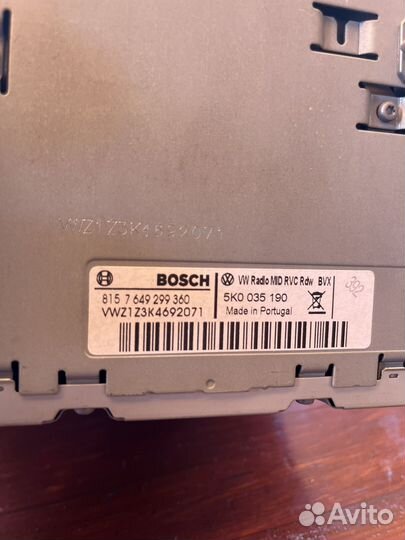 VWZ1Z3K4692071
BOSCH
VW Radio MID RVC Rdw BVX
815 7 649 299 360
5K0 035 190
VWZ1Z3K4692071
Made in Portugal
Avito